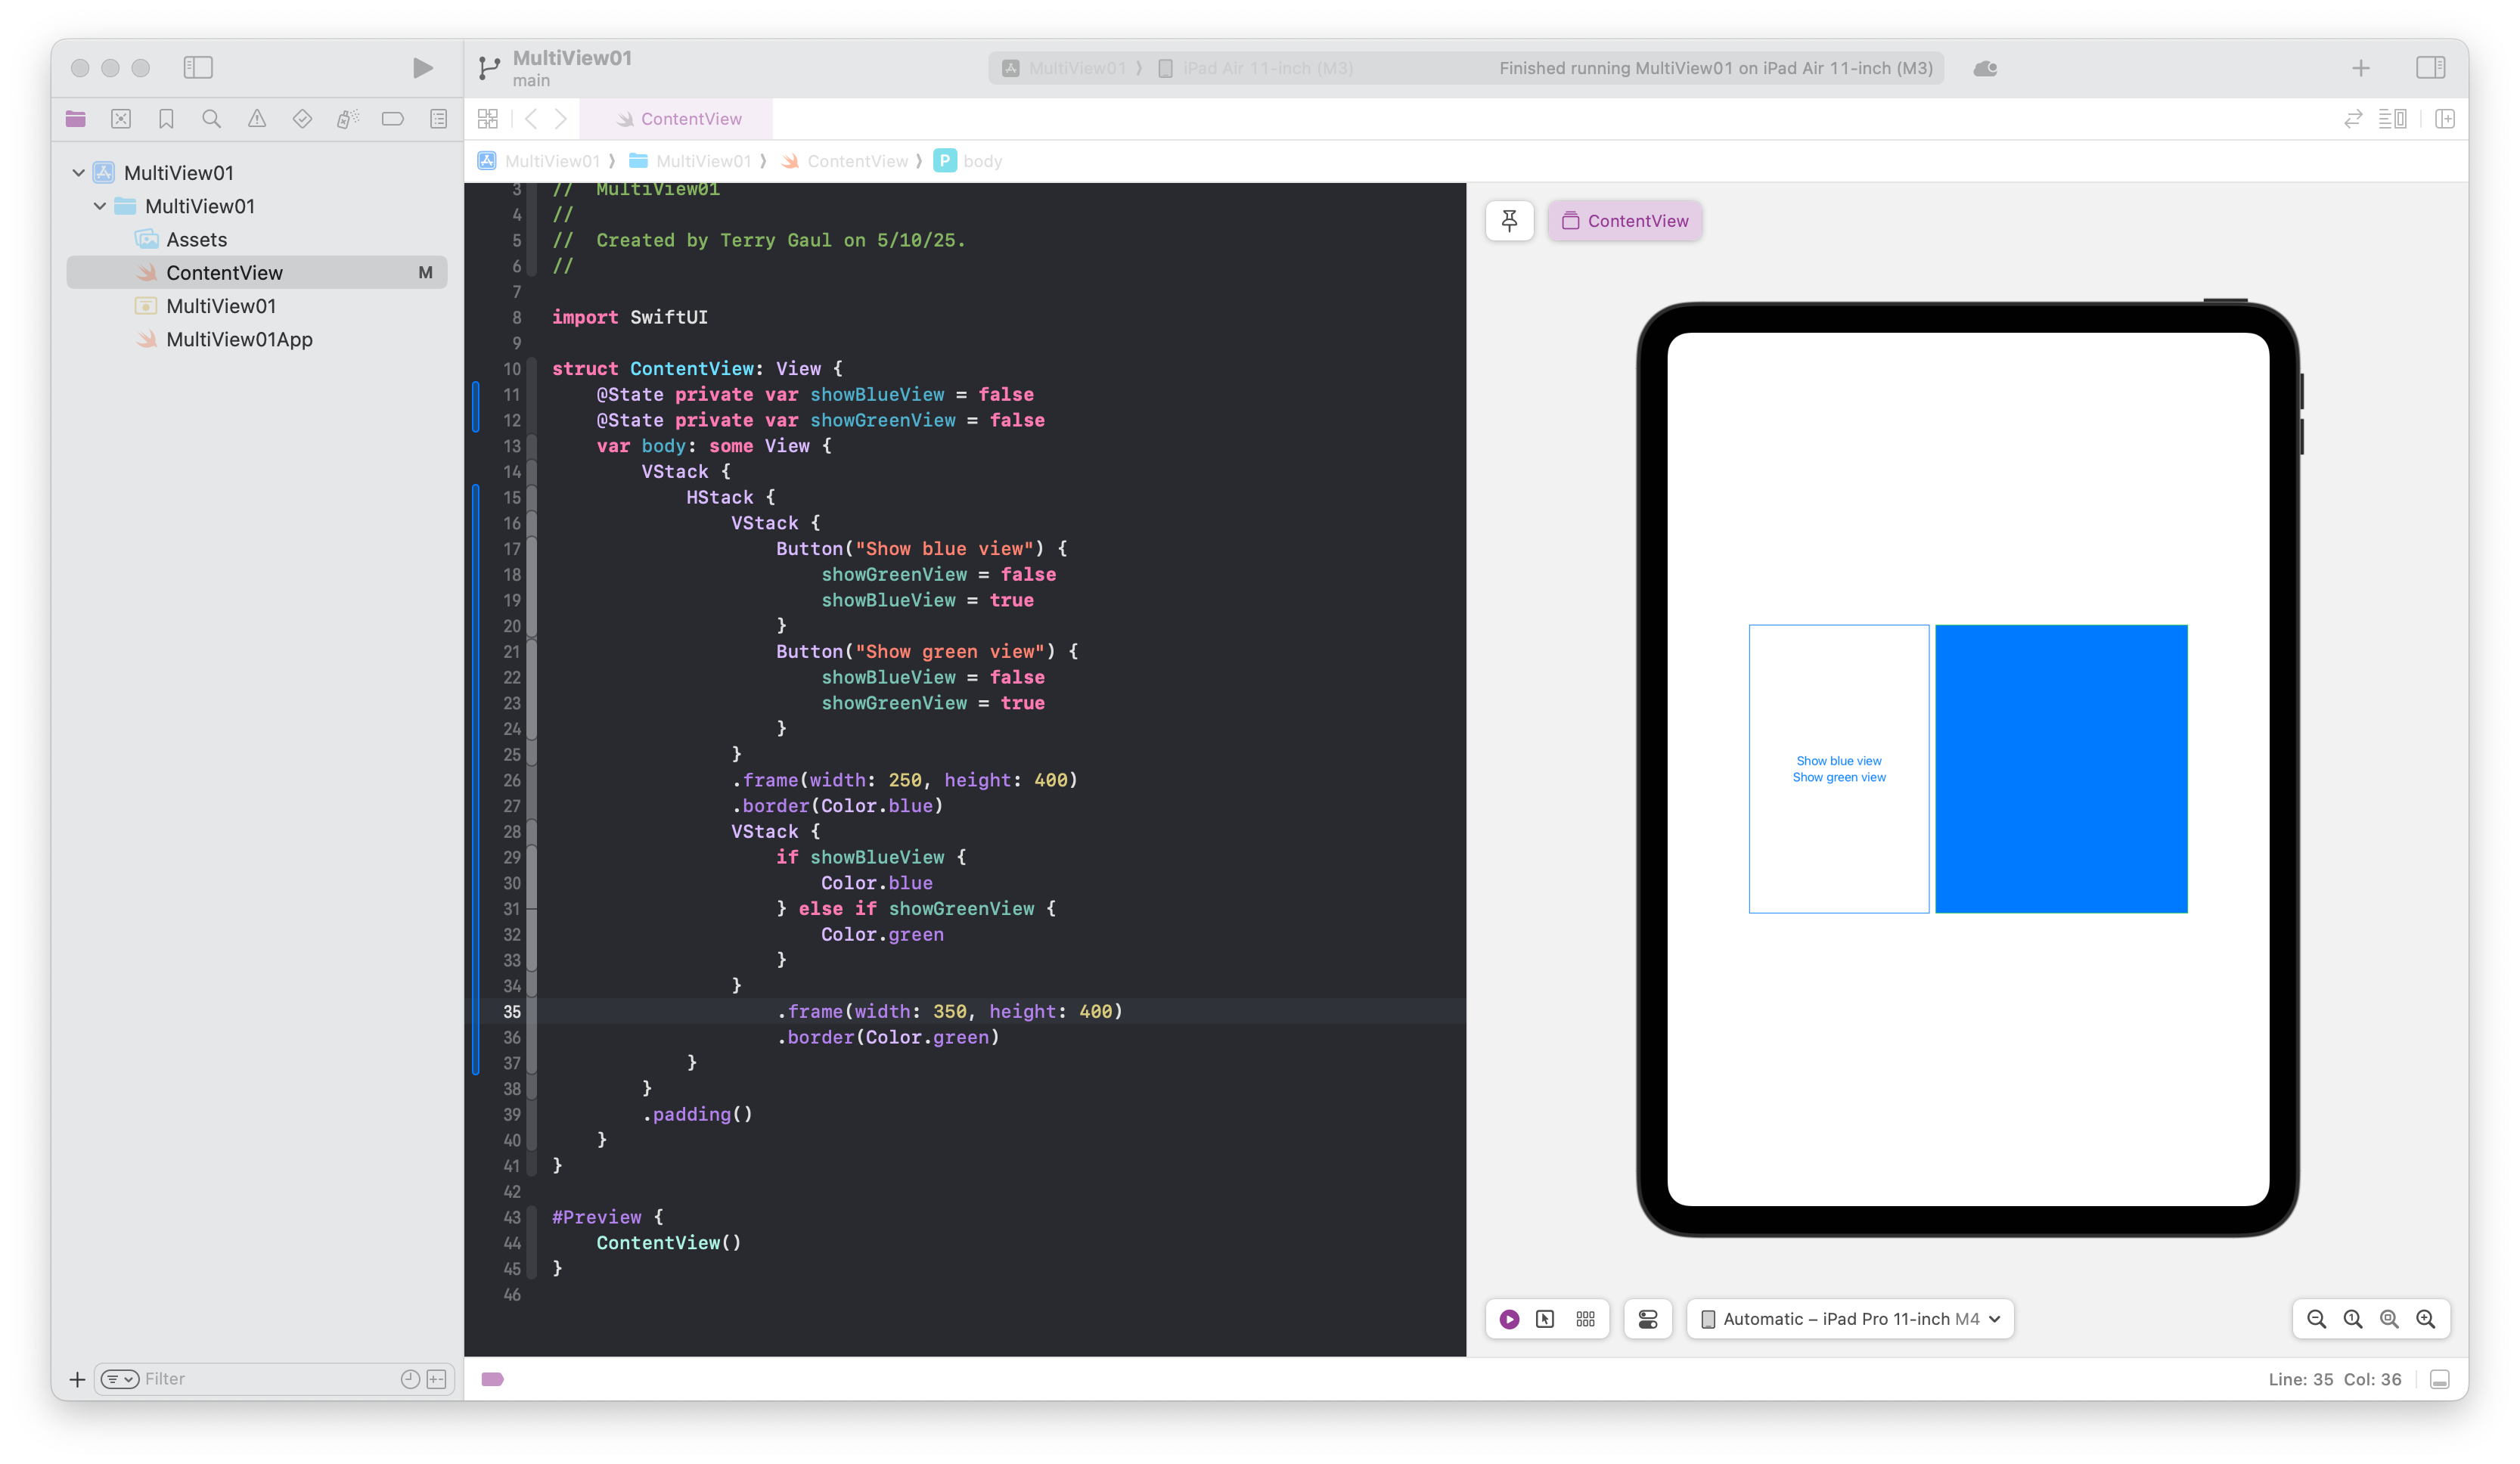 MultiView01
main
MultiView01 ❯ iPad Air 11-inch (M3)
Finished running MultiView01 on iPad Air 11-inch (M3)
ContentView
MultiView01 ❯ MultiView01 ❯ ContentView ❯ P body
MultiView01
MultiView01
Assets
ContentView M
MultiView01
MultiView01App
Filter
3 //  MultiView01
4 //
5 //  Created by Terry Gaul on 5/10/25.
6 //
7
8 import SwiftUI
9
10 struct ContentView: View {
11     @State private var showBlueView = false
12     @State private var showGreenView = false
13     var body: some View {
14         VStack {
15             HStack {
16                 VStack {
17                     Button("Show blue view") {
18                         showGreenView = false
19                         showBlueView = true
20                     }
21                     Button("Show green view") {
22                         showBlueView = false
23                         showGreenView = true
24                     }
25                 }
26                 .frame(width: 250, height: 400)
27                 .border(Color.blue)
28                 VStack {
29                     if showBlueView {
30                         Color.blue
31                     } else if showGreenView {
32                         Color.green
33                     }
34                 }
35                     .frame(width: 350, height: 400)
36                     .border(Color.green)
37             }
38         }
39         .padding()
40     }
41 }
42
43 #Preview {
44     ContentView()
45 }
46
ContentView
Show blue view
Show green view
Automatic – iPad Pro 11-inch M4
Line: 35 Col: 36